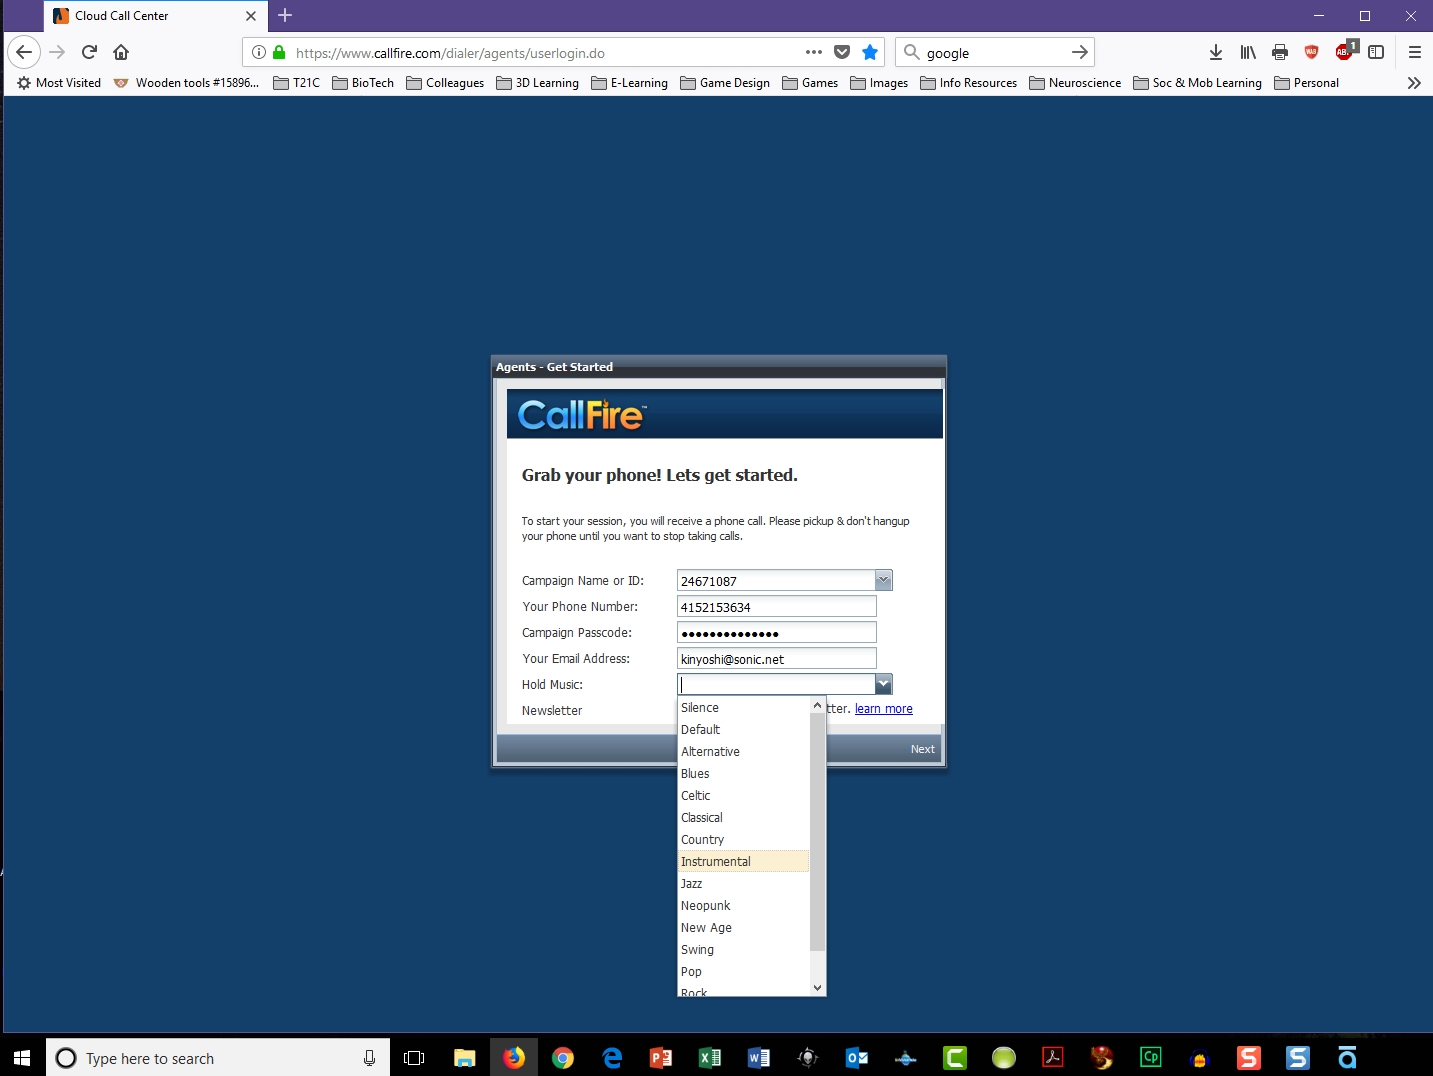 Cloud Call Center
https://www.callfire.com/dialer/agents/userlogin.do
google
1
Most Visited
Wooden tools #15896...
T21C
BioTech
Colleagues
3D Learning
E-Learning
Game Design
Games
Images
Info Resources
Neuroscience
Soc & Mob Learning
Personal
Agents - Get Started
CallFire™
Grab your phone! Lets get started.
To start your session, you will receive a phone call. Please pickup & don't hangup
your phone until you want to stop taking calls.
Campaign Name or ID: 24671087
Your Phone Number: 4152153634
Campaign Passcode: ●●●●●●●●●●●●●●
Your Email Address: kinyoshi@sonic.net
Hold Music:
Newsletter tter. learn more
Silence
Default
Alternative
Blues
Celtic
Classical
Country
Instrumental
Jazz
Neopunk
New Age
Swing
Pop
Rock
Next
Type here to search